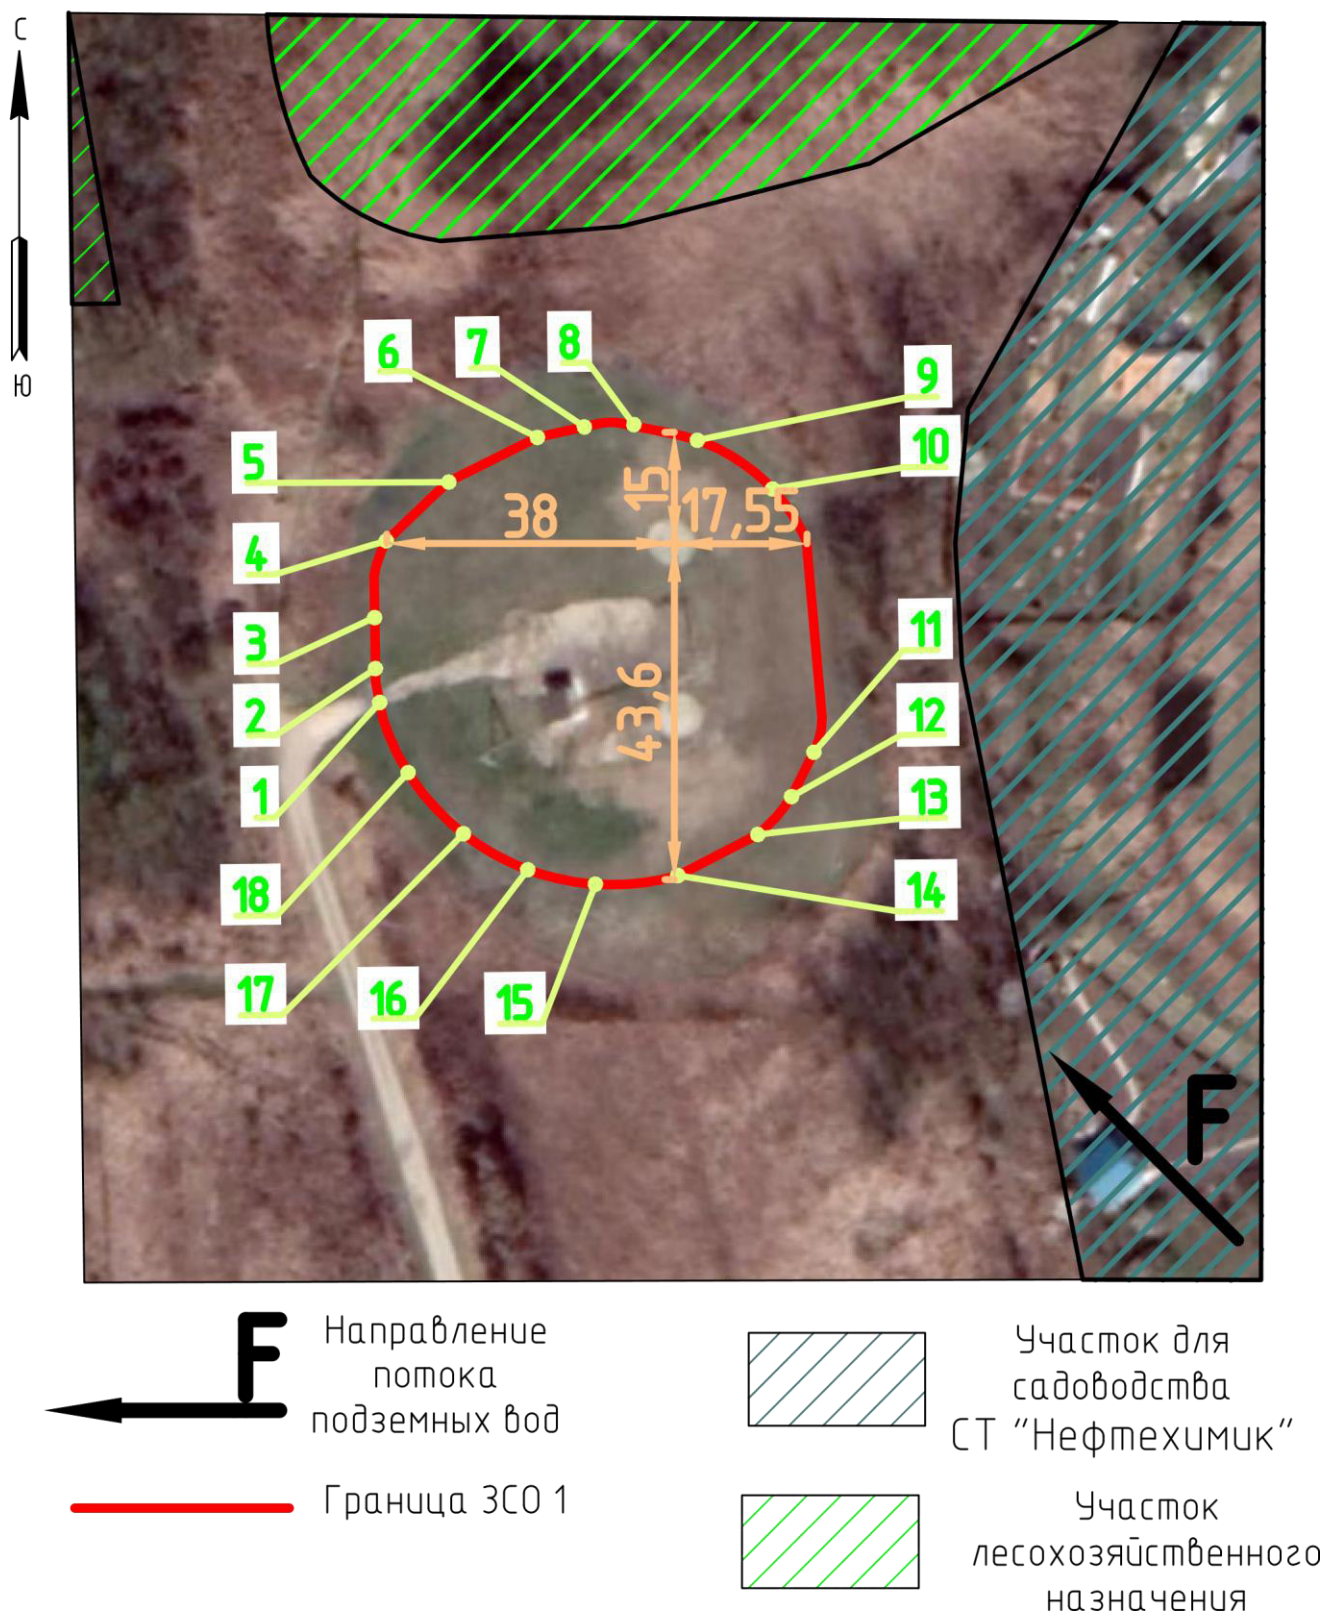 С
Ю
6
7
8
9
10
5
15
38
17,55
4
3
11
43,6
2
12
1
13
18
14
17
16
15
F
F
Направление
потока
подземных вод
Граница ЗСО 1
Участок для
садоводства
СТ "Нефтехимик"
Участок
лесохозяйственного
назначения